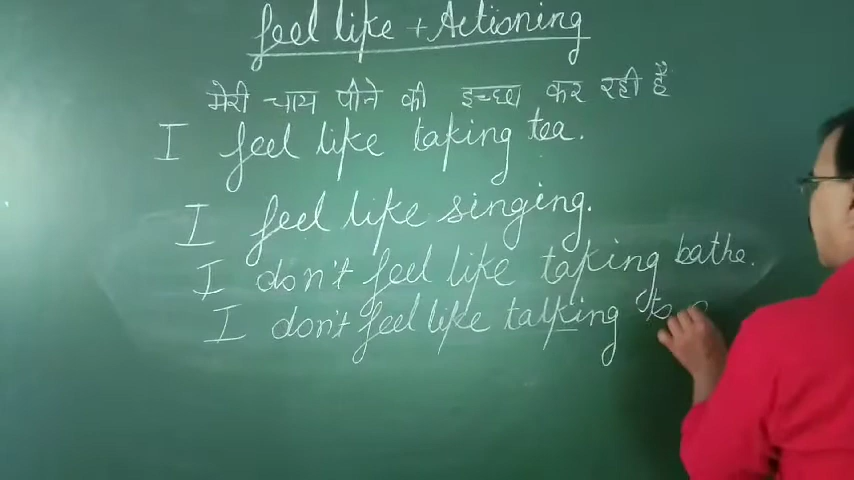 feel like + Actioning
मेरी चाय पीने की इच्छा कर रही है
I feel like taking tea.
I feel like singing.
I don't feel like taking bathe.
I don't feel like talking to